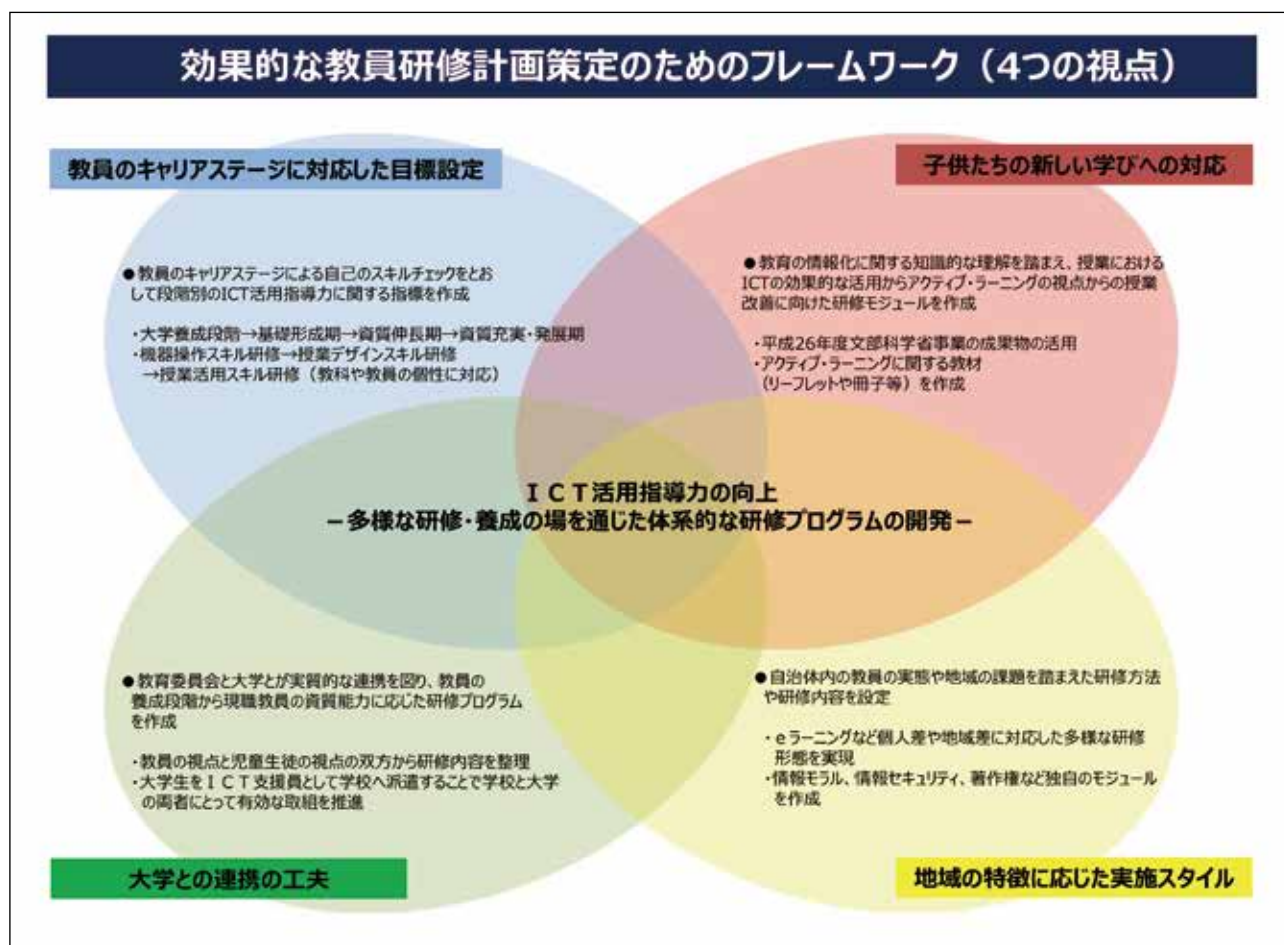 効果的な教員研修計画策定のためのフレームワーク（4つの視点）
教員のキャリアステージに対応した目標設定
●教員のキャリアステージによる自己のスキルチェックをとお
して段階別のICT活用指導力に関する指標を作成
・大学養成段階→基礎形成期→資質伸長期→資質充実・発展期
・機器操作スキル研修→授業デザインスキル研修
→授業活用スキル研修（教科や教員の個性に対応）
子供たちの新しい学びへの対応
●教育の情報化に関する知識的な理解を踏まえ、授業における
ICTの効果的な活用からアクティブ・ラーニングの視点からの授業
改善に向けた研修モジュールを作成
・平成26年度文部科学省事業の成果物の活用
・アクティブ・ラーニングに関する教材
（リーフレットや冊子等）を作成
ＩＣＴ活用指導力の向上
－多様な研修・養成の場を通じた体系的な研修プログラムの開発－
●教育委員会と大学とが実質的な連携を図り、教員の
養成段階から現職教員の資質能力に応じた研修プログラム
を作成
・教員の視点と児童生徒の視点の双方から研修内容を整理
・大学生をＩＣＴ支援員として学校へ派遣することで学校と大学
の両者にとって有効な取組を推進
大学との連携の工夫
●自治体内の教員の実態や地域の課題を踏まえた研修方法
や研修内容を設定
・eラーニングなど個人差や地域差に対応した多様な研修
形態を実現
・情報モラル、情報セキュリティ、著作権など独自のモジュール
を作成
地域の特徴に応じた実施スタイル